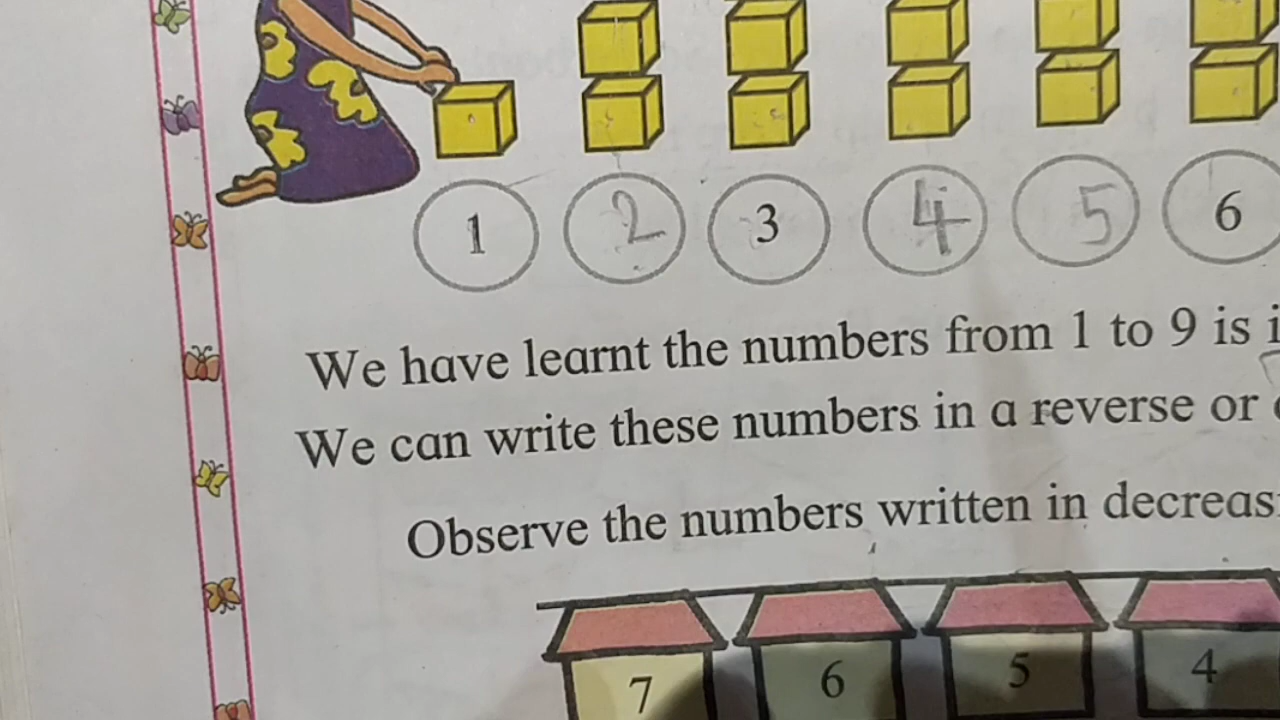 1 2 3 4 5 6
We have learnt the numbers from 1 to 9 is
We can write these numbers in a reverse or
Observe the numbers written in
7 6 5 4